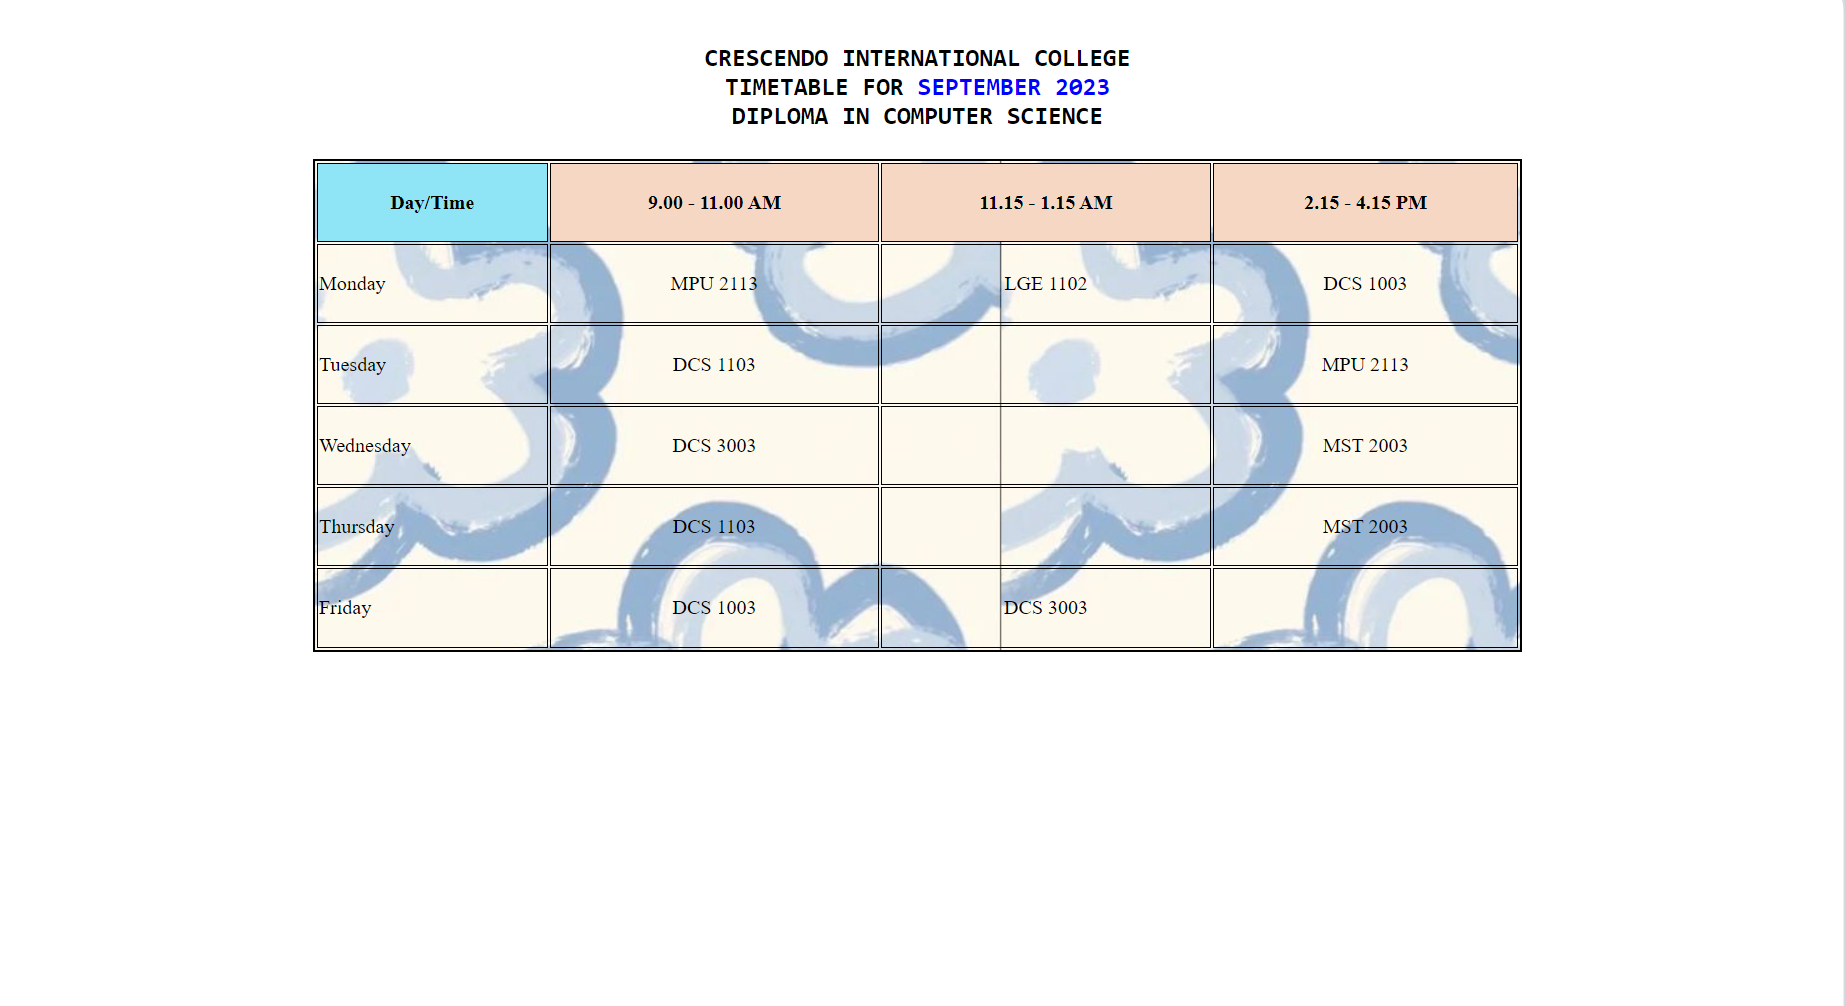 CRESCENDO INTERNATIONAL COLLEGE
TIMETABLE FOR SEPTEMBER 2023
DIPLOMA IN COMPUTER SCIENCE
Day/Time 9.00 - 11.00 AM 11.15 - 1.15 AM 2.15 - 4.15 PM
Monday MPU 2113 LGE 1102 DCS 1003
Tuesday DCS 1103 MPU 2113
Wednesday DCS 3003 MST 2003
Thursday DCS 1103 MST 2003
Friday DCS 1003 DCS 3003